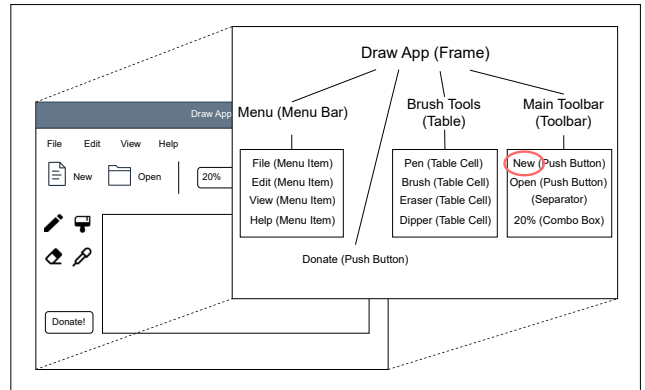 Draw App (Frame)
Menu (Menu Bar)
Brush Tools
(Table)
Main Toolbar
(Toolbar)
File (Menu Item)
Edit (Menu Item)
View (Menu Item)
Help (Menu Item)
Pen (Table Cell)
Brush (Table Cell)
Eraser (Table Cell)
Dipper (Table Cell)
New (Push Button)
Open (Push Button)
(Separator)
20% (Combo Box)
Donate (Push Button)
Draw App
File Edit View Help
New Open 20%
Donate!